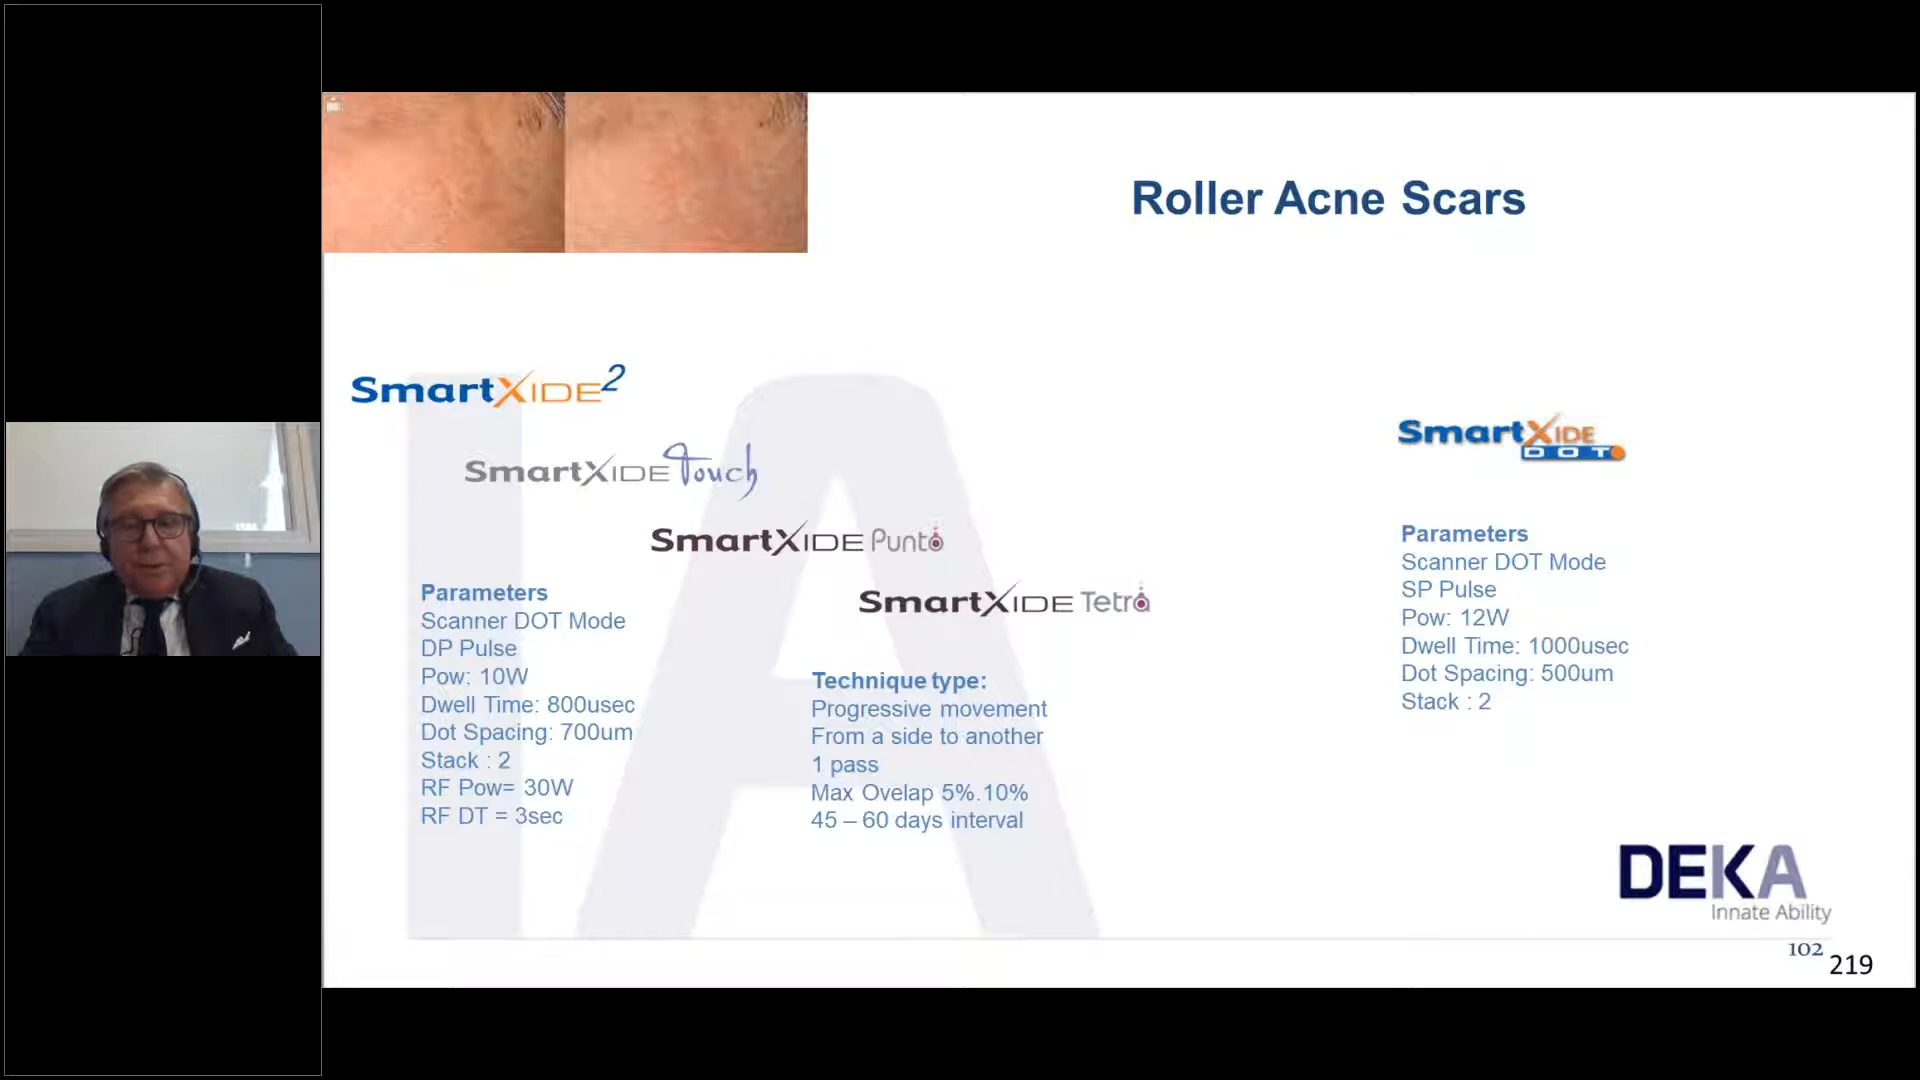 Roller Acne Scars
SmartXIDE²
SmartXIDE Touch
SmartXIDE Punto
SmartXIDE Tetra
Parameters
Scanner DOT Mode
DP Pulse
Pow: 10W
Dwell Time: 800usec
Dot Spacing: 700um
Stack : 2
RF Pow= 30W
RF DT = 3sec
Technique type:
Progressive movement
From a side to another
1 pass
Max Ovelap 5%.10%
45 – 60 days interval
SmartXIDE
DOT
Parameters
Scanner DOT Mode
SP Pulse
Pow: 12W
Dwell Time: 1000usec
Dot Spacing: 500um
Stack : 2
IA
DEKA
Innate Ability
102
219